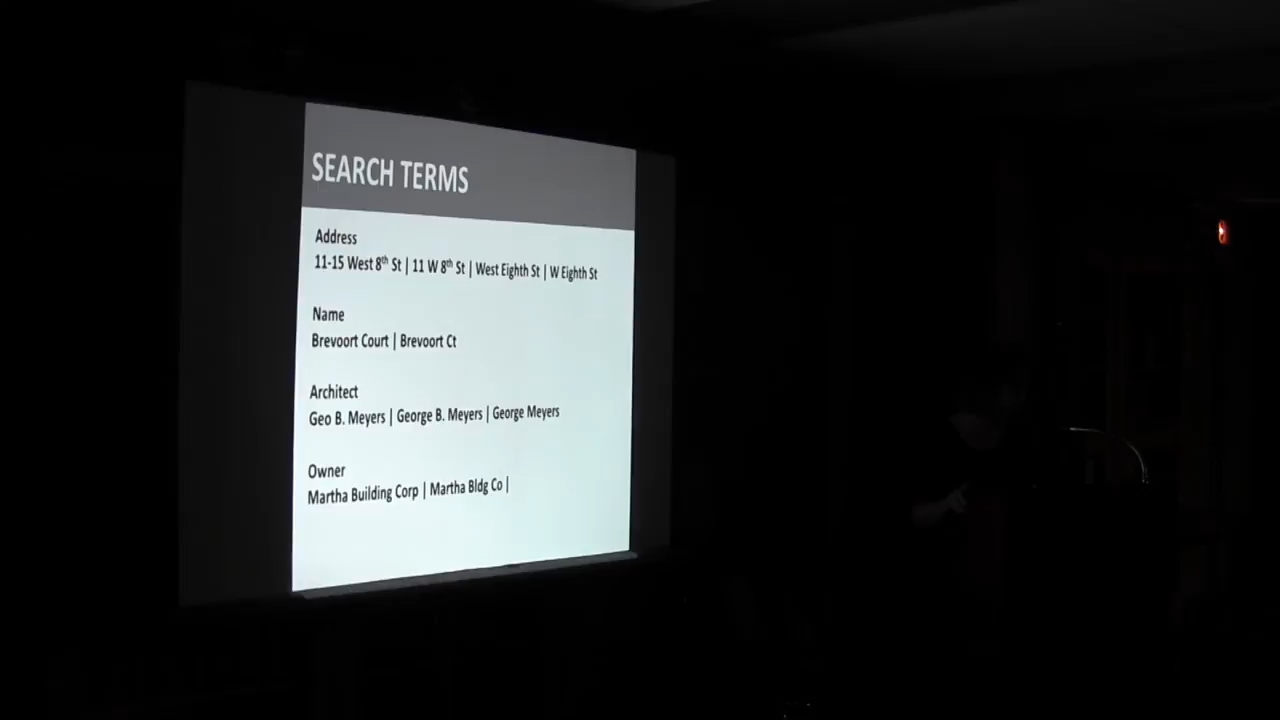 SEARCH TERMS
Address
11-15 West 8th St | 11 W 8th St | West Eighth St | W Eighth St
Name
Brevoort Court | Brevoort Ct
Architect
Geo B. Meyers | George B. Meyers | George Meyers
Owner
Martha Building Corp | Martha Bldg Co |